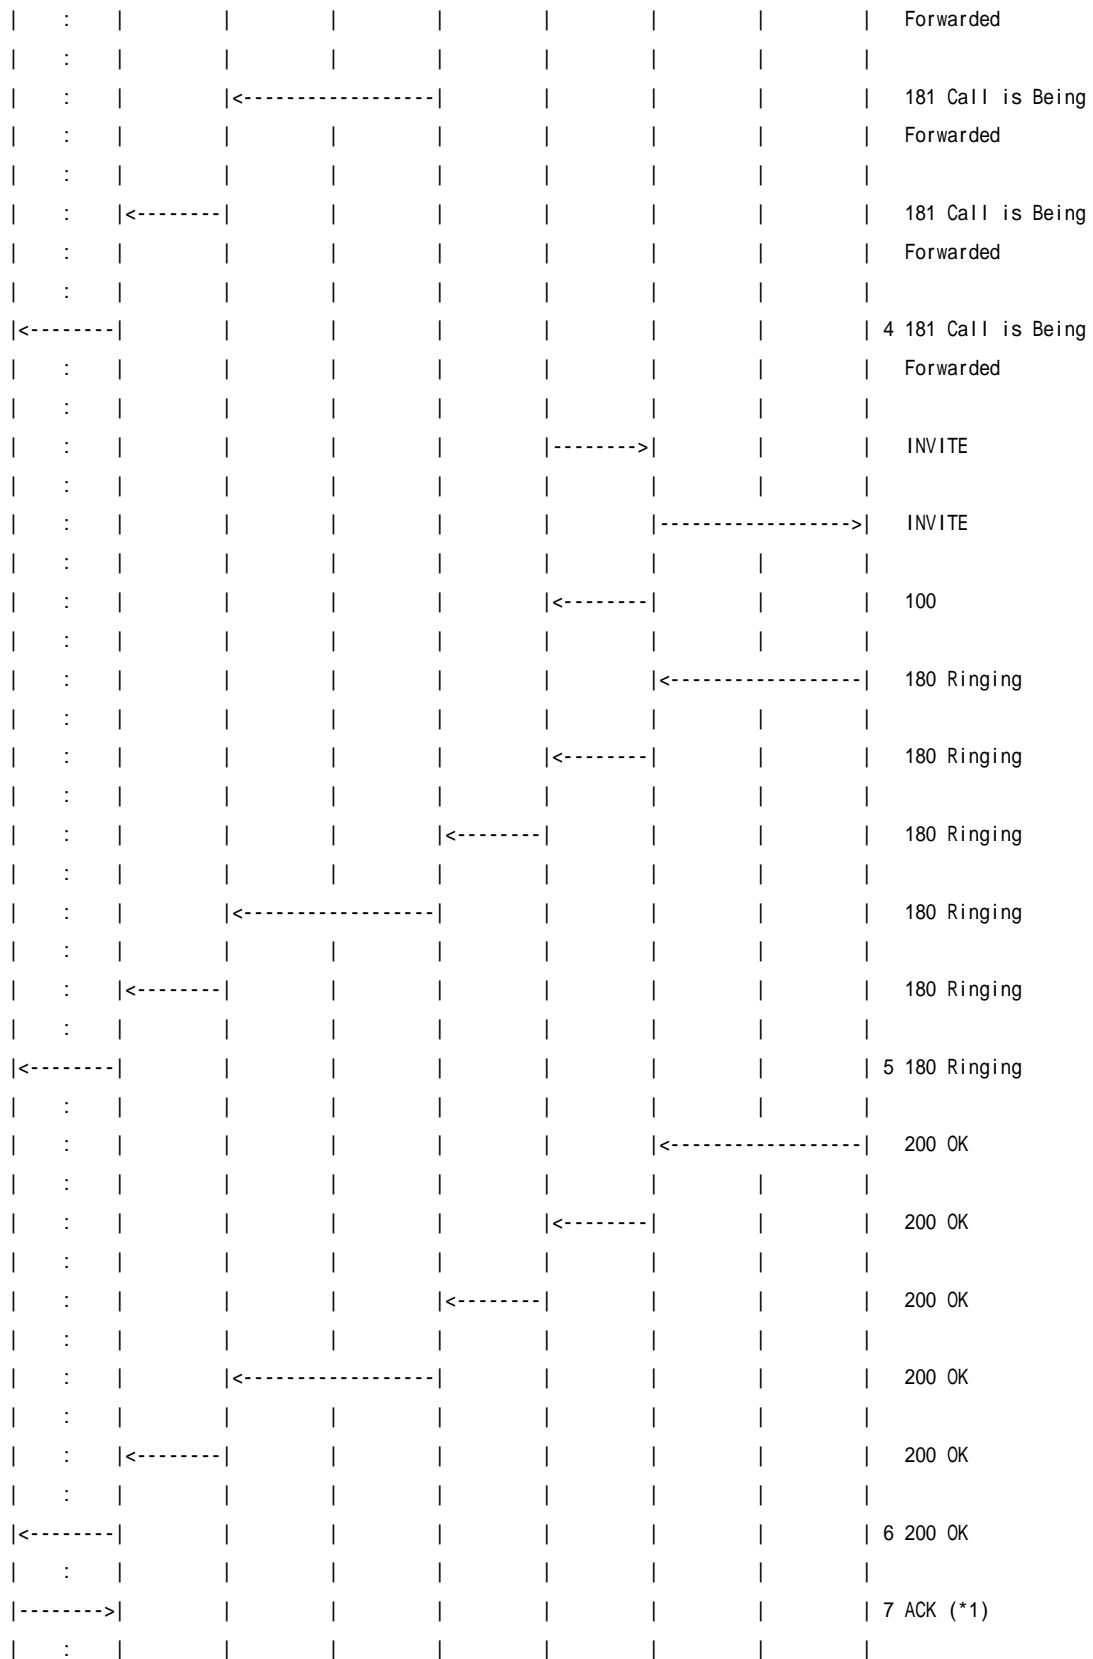 |    :    |         |         |         |         |         |         |         |   Forwarded
|    :    |         |         |         |         |         |         |         |
|    :    |         |<------------------|         |         |         |         |   181 Call is Being
|    :    |         |         |         |         |         |         |         |   Forwarded
|    :    |         |         |         |         |         |         |         |
|    :    |<--------|         |         |         |         |         |         |   181 Call is Being
|    :    |         |         |         |         |         |         |         |   Forwarded
|    :    |         |         |         |         |         |         |         |
|<--------|         |         |         |         |         |         |         | 4 181 Call is Being
|    :    |         |         |         |         |         |         |         |   Forwarded
|    :    |         |         |         |         |         |         |         |
|    :    |         |         |         |         |-------->|         |         |   INVITE
|    :    |         |         |         |         |         |         |         |
|    :    |         |         |         |         |         |------------------>|   INVITE
|    :    |         |         |         |         |         |         |         |
|    :    |         |         |         |         |<--------|         |         |   100
|    :    |         |         |         |         |         |         |         |
|    :    |         |         |         |         |         |<------------------|   180 Ringing
|    :    |         |         |         |         |         |         |         |
|    :    |         |         |         |         |<--------|         |         |   180 Ringing
|    :    |         |         |         |         |         |         |         |
|    :    |         |         |         |<--------|         |         |         |   180 Ringing
|    :    |         |         |         |         |         |         |         |
|    :    |         |<------------------|         |         |         |         |   180 Ringing
|    :    |         |         |         |         |         |         |         |
|    :    |<--------|         |         |         |         |         |         |   180 Ringing
|    :    |         |         |         |         |         |         |         |
|<--------|         |         |         |         |         |         |         | 5 180 Ringing
|    :    |         |         |         |         |         |         |         |
|    :    |         |         |         |         |         |<------------------|   200 OK
|    :    |         |         |         |         |         |         |         |
|    :    |         |         |         |         |<--------|         |         |   200 OK
|    :    |         |         |         |         |         |         |         |
|    :    |         |         |         |<--------|         |         |         |   200 OK
|    :    |         |         |         |         |         |         |         |
|    :    |         |<------------------|         |         |         |         |   200 OK
|    :    |         |         |         |         |         |         |         |
|    :    |<--------|         |         |         |         |         |         |   200 OK
|    :    |         |         |         |         |         |         |         |
|<--------|         |         |         |         |         |         |         | 6 200 OK
|    :    |         |         |         |         |         |         |         |
|-------->|         |         |         |         |         |         |         | 7 ACK (*1)
|    :    |         |         |         |         |         |         |         |